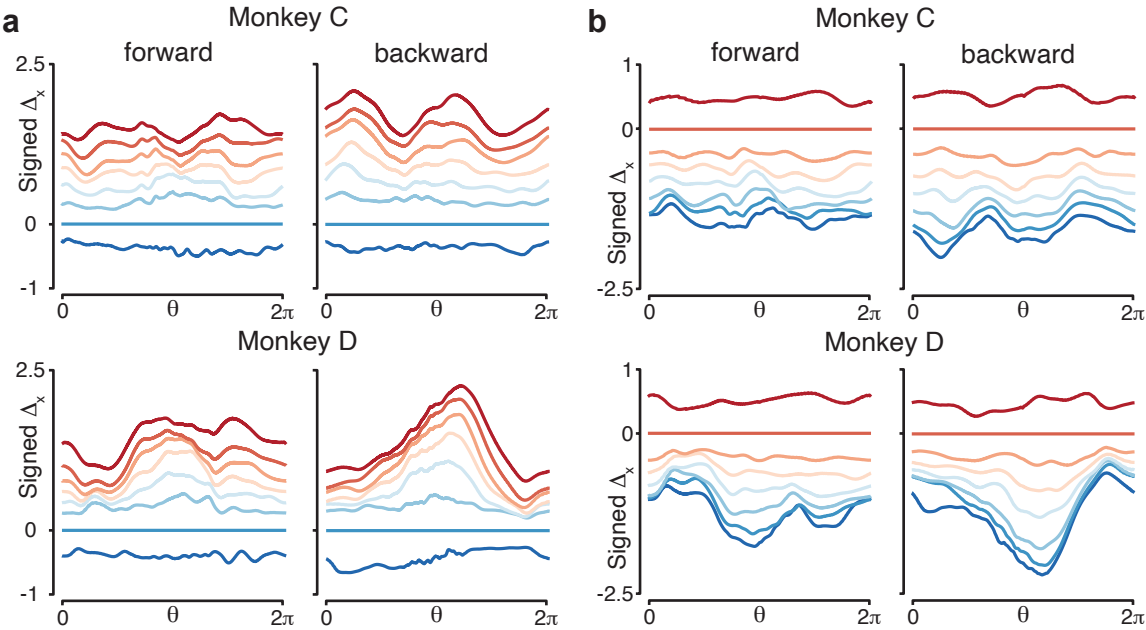 a
Monkey C
forward
backward
Signed Δx
2.5
0
-1
0
θ
2π
0
θ
2π
Monkey D
Signed Δx
2.5
0
-1
0
θ
2π
0
θ
2π
b
Monkey C
forward
backward
Signed Δx
1
0
-2.5
0
θ
2π
0
θ
2π
Monkey D
Signed Δx
1
0
-2.5
0
θ
2π
0
θ
2π